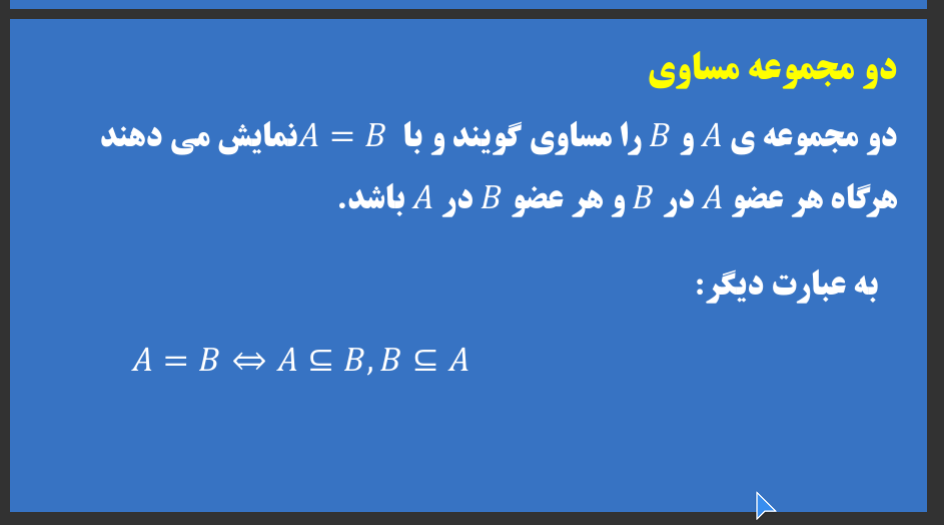 دو مجموعه مساوی
دو مجموعه ی A و B را مساوی گویند و با A = B نمایش می دهند
هرگاه هر عضو A در B و هر عضو B در A باشد.
به عبارت دیگر:
A = B ⇔ A ⊆ B, B ⊆ A